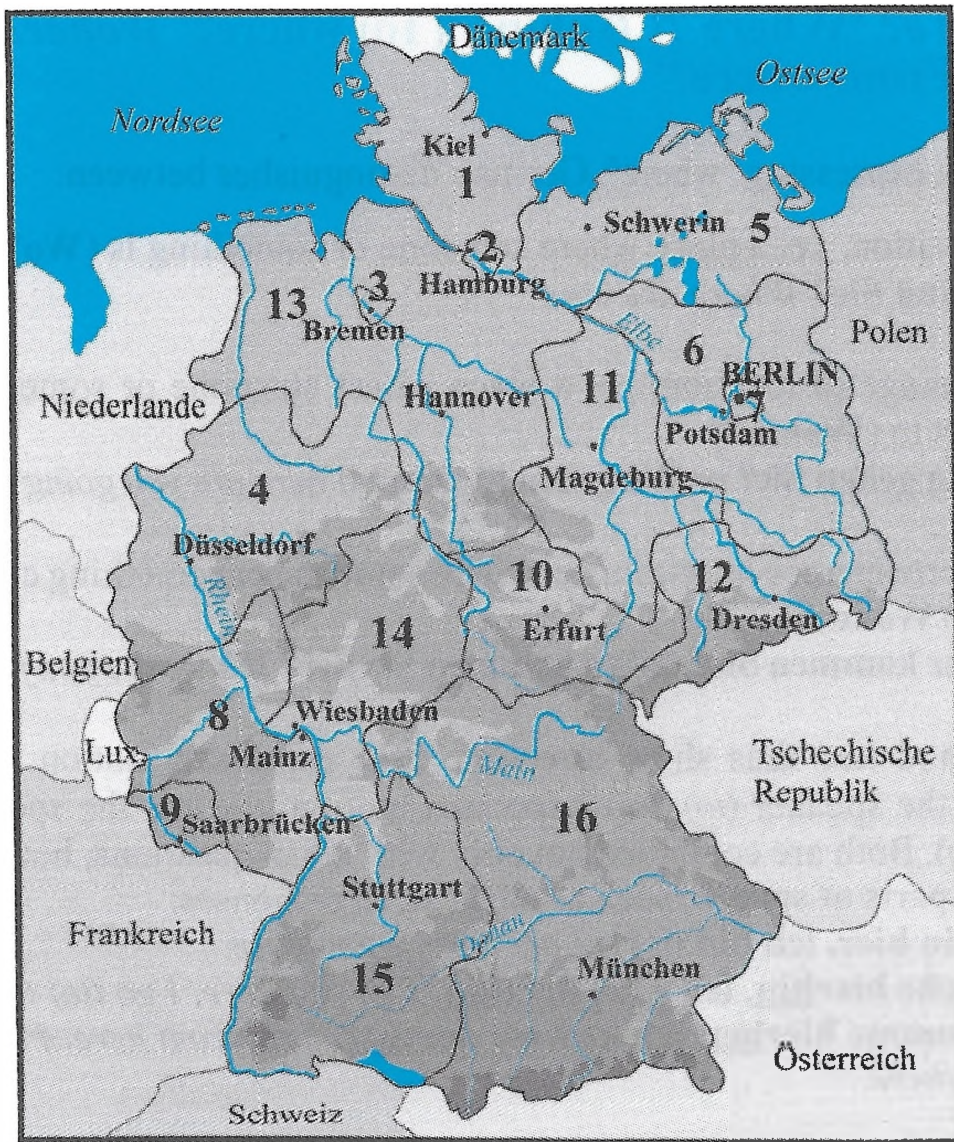 Dänemark
Ostsee
Nordsee
Kiel
1
Schwerin
5
2
Hamburg
3
13
Bremen
Elbe
6
Polen
11
BERLIN
7
Niederlande
Hannover
Potsdam
Magdeburg
4
Düsseldorf
10
12
Rhein
Erfurt
Dresden
14
Belgien
8
Wiesbaden
Lux.
Mainz
Main
Tschechische
Republik
9
Saarbrücken
16
Stuttgart
Frankreich
Donau
15
München
Österreich
Schweiz